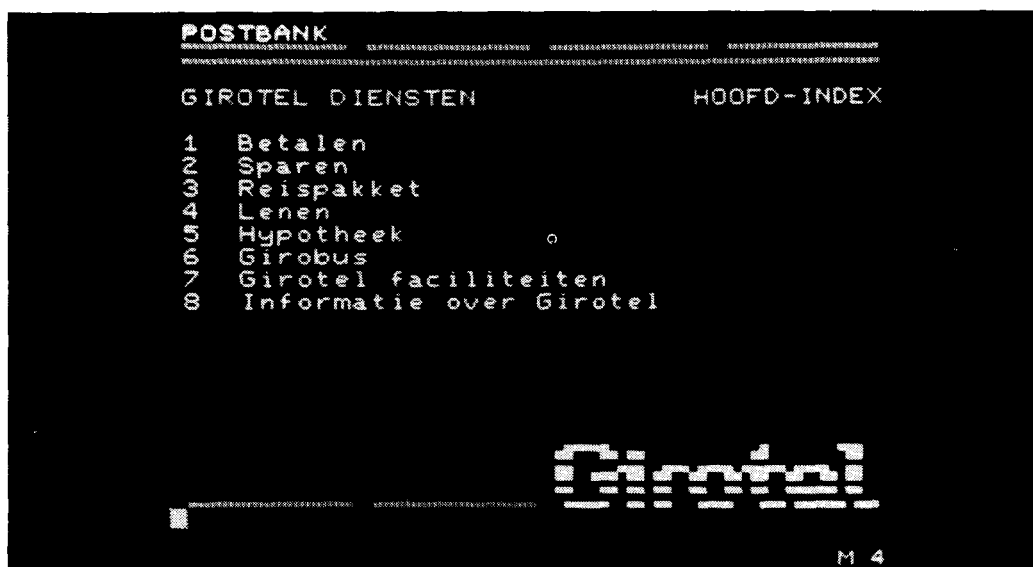 POSTBANK
GIROTEL DIENSTEN HOOFD-INDEX
1 Betalen
2 Sparen
3 Reispakket
4 Lenen
5 Hypotheek
6 Girobus
7 Girotel faciliteiten
8 Informatie over Girotel
Girotel
M 4